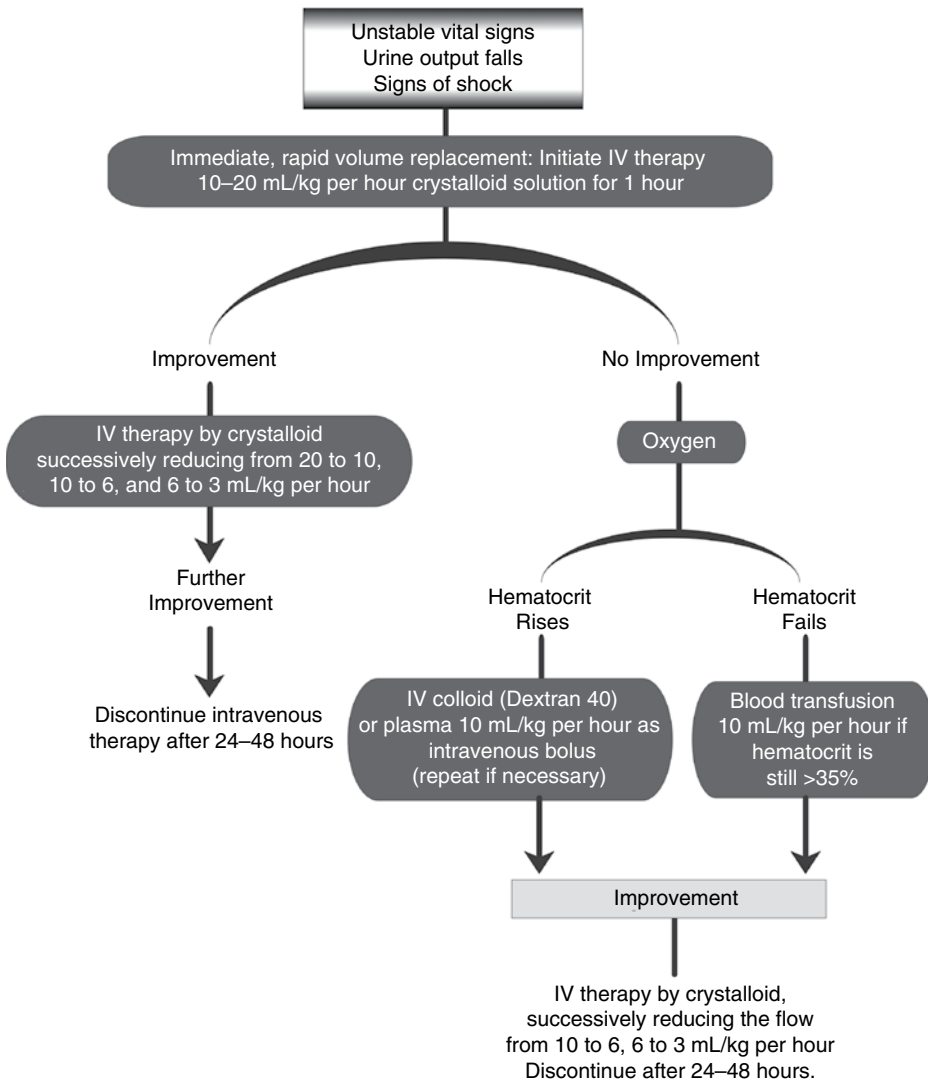 Unstable vital signs
Urine output falls
Signs of shock
Immediate, rapid volume replacement: Initiate IV therapy
10–20 mL/kg per hour crystalloid solution for 1 hour
Improvement
No Improvement
IV therapy by crystalloid
successively reducing from 20 to 10,
10 to 6, and 6 to 3 mL/kg per hour
Oxygen
Further
Improvement
Hematocrit
Rises
Hematocrit
Fails
Discontinue intravenous
therapy after 24–48 hours
IV colloid (Dextran 40)
or plasma 10 mL/kg per hour as
intravenous bolus
(repeat if necessary)
Blood transfusion
10 mL/kg per hour if
hematocrit is
still >35%
Improvement
IV therapy by crystalloid,
successively reducing the flow
from 10 to 6, 6 to 3 mL/kg per hour
Discontinue after 24–48 hours.